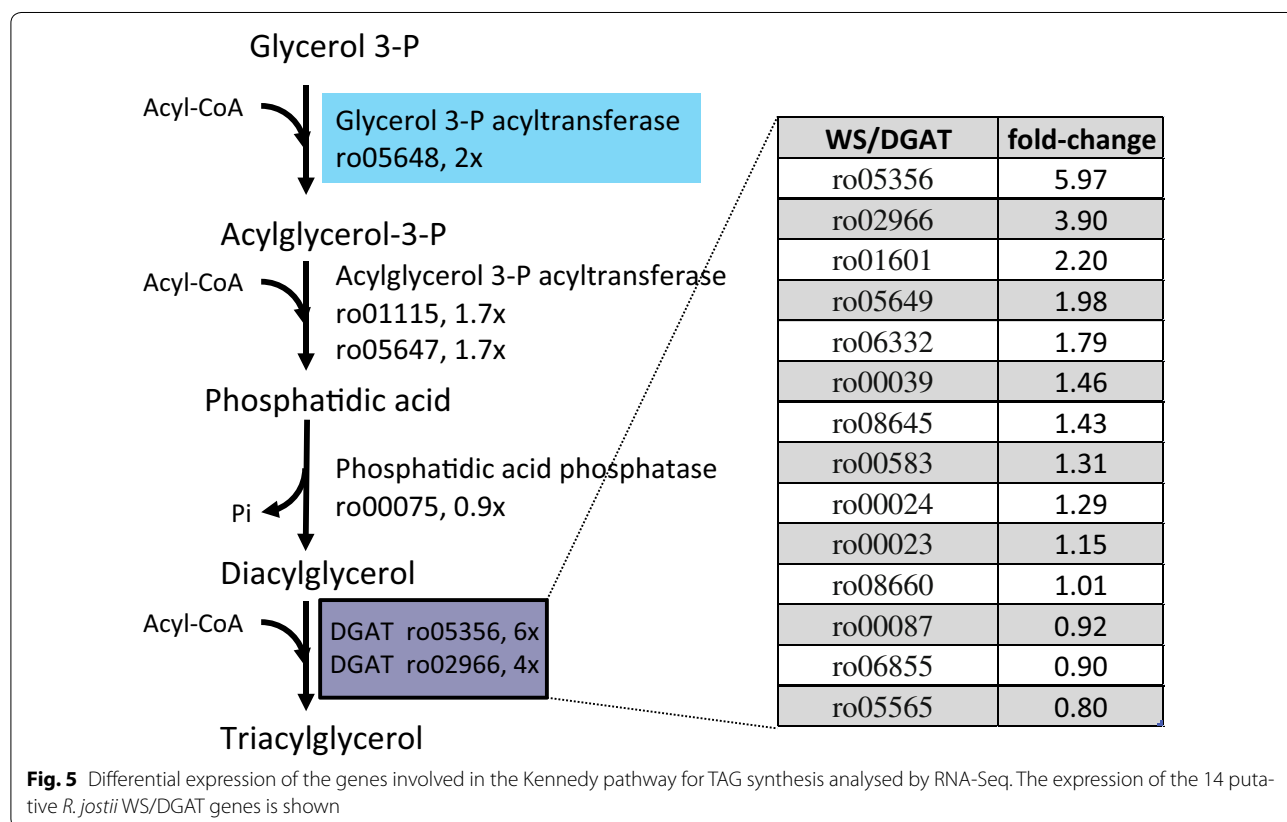 Glycerol 3-P
Acyl-CoA
Glycerol 3-P acyltransferase
ro05648, 2x
Acylglycerol-3-P
Acyl-CoA
Acylglycerol 3-P acyltransferase
ro01115, 1.7x
ro05647, 1.7x
Phosphatidic acid
Phosphatidic acid phosphatase
ro00075, 0.9x
Pi
Diacylglycerol
Acyl-CoA
DGAT ro05356, 6x
DGAT ro02966, 4x
Triacylglycerol
WS/DGAT fold-change
ro05356 5.97
ro02966 3.90
ro01601 2.20
ro05649 1.98
ro06332 1.79
ro00039 1.46
ro08645 1.43
ro00583 1.31
ro00024 1.29
ro00023 1.15
ro08660 1.01
ro00087 0.92
ro06855 0.90
ro05565 0.80
Fig. 5 Differential expression of the genes involved in the Kennedy pathway for TAG synthesis analysed by RNA-Seq. The expression of the 14 puta-
tive R. jostii WS/DGAT genes is shown